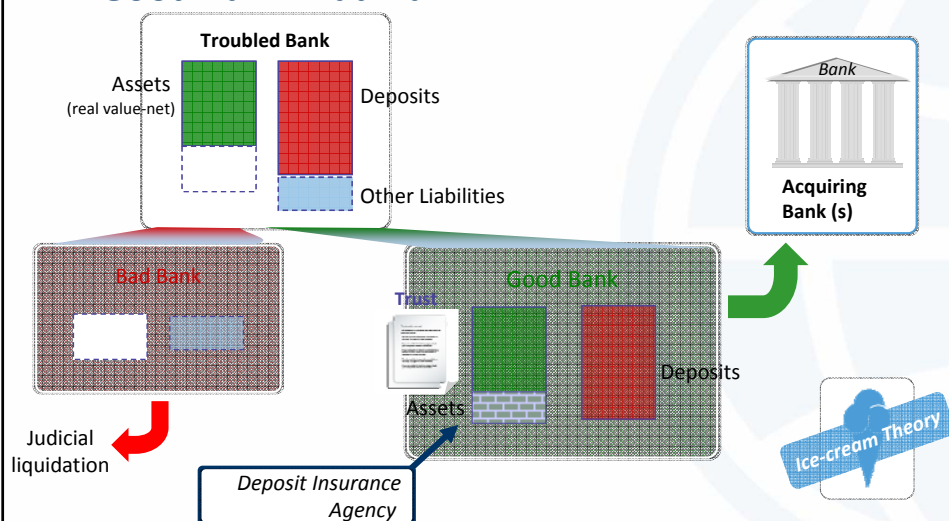 Troubled Bank
Assets
(real value-net)
Deposits
Other Liabilities
Bank
Acquiring
Bank (s)
Bad Bank
Good Bank
Trust
Assets
Deposits
Judicial
liquidation
Deposit Insurance
Agency
Ice-cream Theory